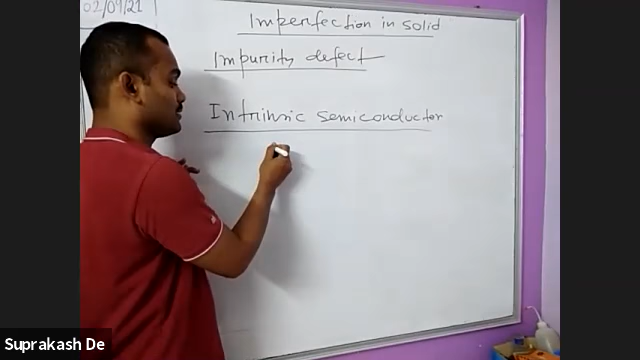 02/09/21
Imperfection in solid
Impurity defect
Intrinsic semiconductor
Suprakash De